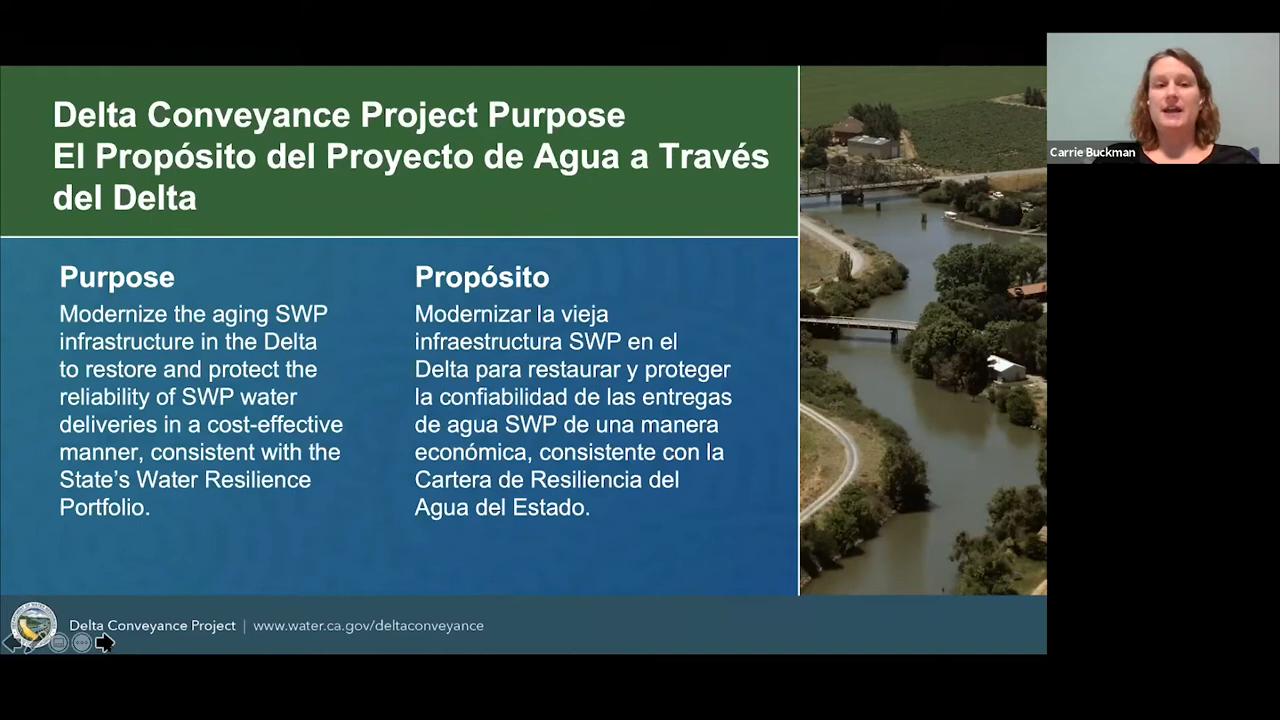 Delta Conveyance Project Purpose
El Propósito del Proyecto de Agua a Través
del Delta
Purpose
Modernize the aging SWP
infrastructure in the Delta
to restore and protect the
reliability of SWP water
deliveries in a cost-effective
manner, consistent with the
State's Water Resilience
Portfolio.
Propósito
Modernizar la vieja
infraestructura SWP en el
Delta para restaurar y proteger
la confiabilidad de las entregas
de agua SWP de una manera
económica, consistente con la
Cartera de Resiliencia del
Agua del Estado.
Delta Conveyance Project | www.water.ca.gov/deltaconveyance
Carrie Buckman